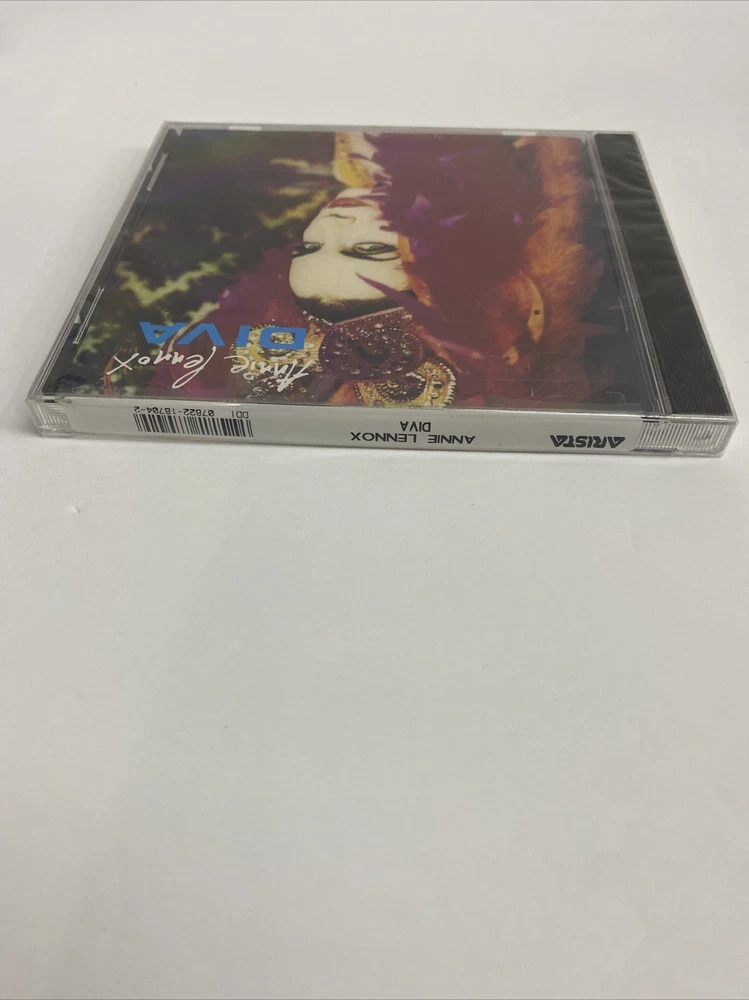 Annie Lennox
DIVA
ARISTA
ANNIE LENNOX
DIVA
DDI 07822-18704-2